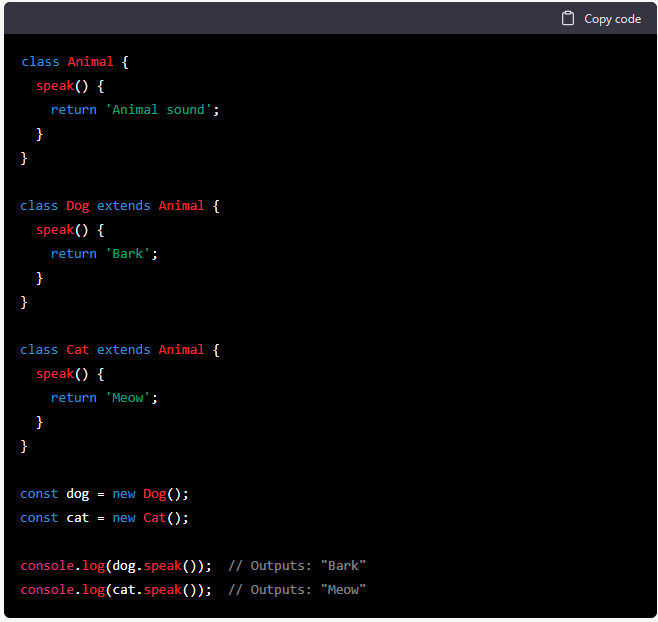 Copy code
class Animal {
  speak() {
    return 'Animal sound';
  }
}

class Dog extends Animal {
  speak() {
    return 'Bark';
  }
}

class Cat extends Animal {
  speak() {
    return 'Meow';
  }
}

const dog = new Dog();
const cat = new Cat();

console.log(dog.speak());  // Outputs: "Bark"
console.log(cat.speak());  // Outputs: "Meow"